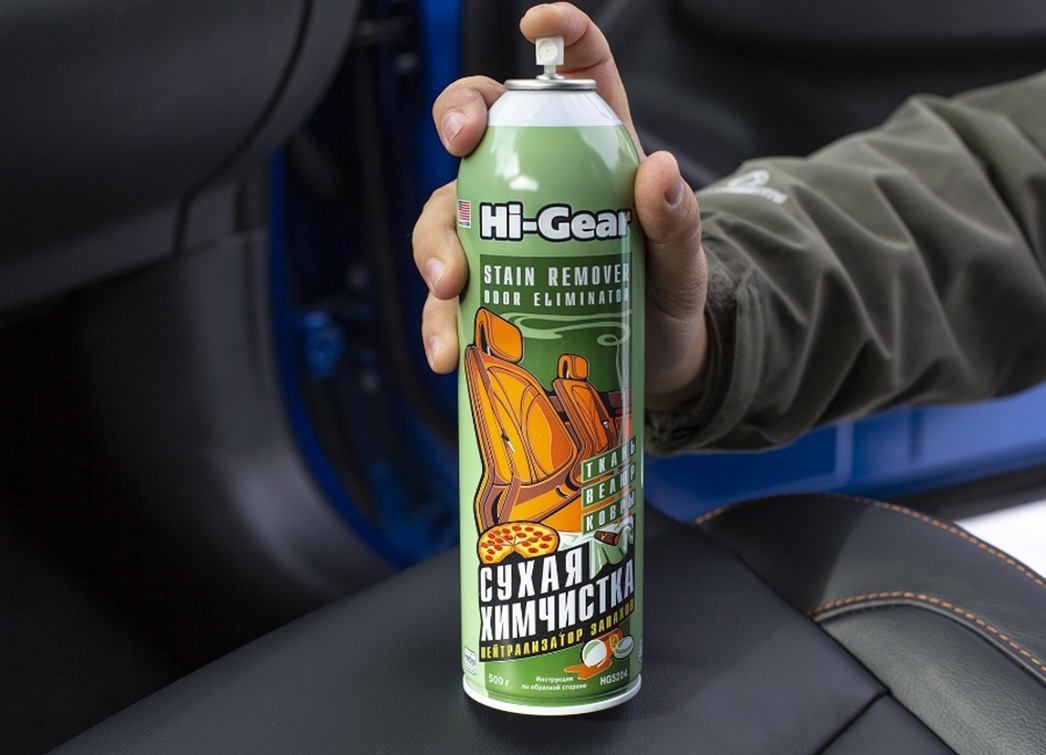 Hi-Gear
STAIN REMOVER
ODOR ELIMINATOR
ТКАНЬ
ВЕЛЮР
КОВРЫ
СУХАЯ
ХИМЧИСТКА
НЕЙТРАЛИЗАТОР ЗАПАХОВ
500 г
Инструкция
на обратной стороне
HG5204